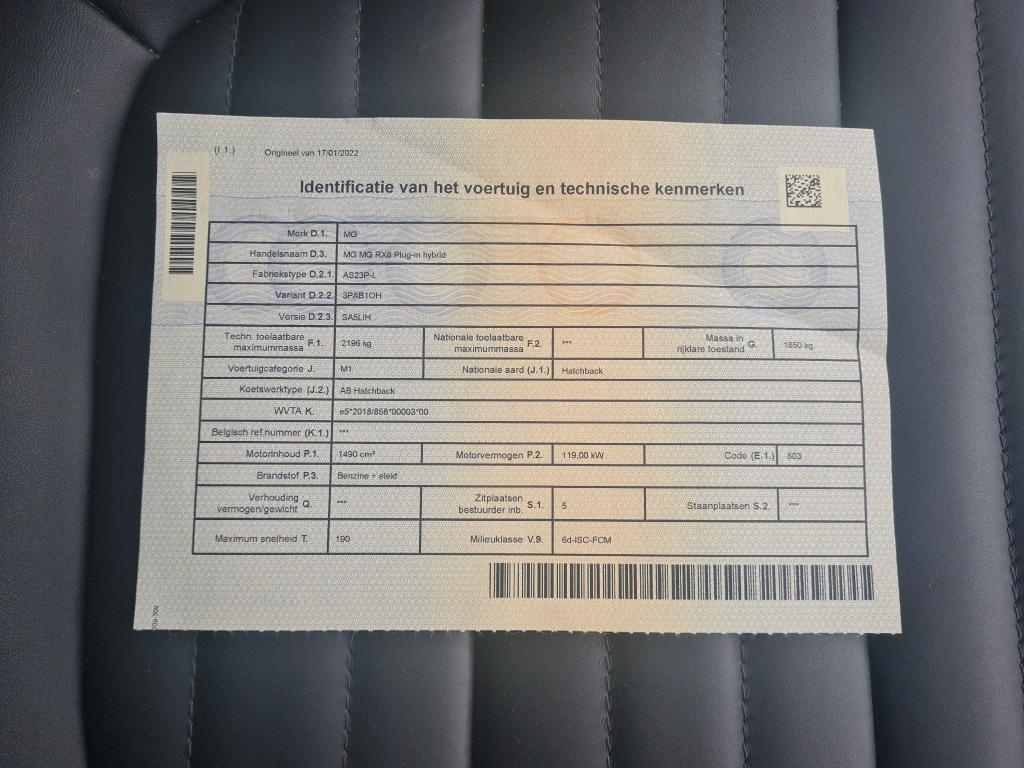 (I.1.) Origineel van 17/01/2022
Identificatie van het voertuig en technische kenmerken
Merk D.1. MG
Handelsnaam D.3. MG MG RX6 Plug-in hybrid
Fabriekstype D.2.1. AS23P-L
Variant D.2.2. 3PAB1OH
Versie D.2.3. SA5LIH
Techn. toelaatbare maximummassa F.1. 2196 kg Nationale toelaatbare maximummassa F.2. *** Massa in rijklare toestand G. 1850 kg
Voertuigcategorie J. M1 Nationale aard (J.1.) Hatchback
Koetswerktype (J.2.) AB Hatchback
WVTA K. e5*2018/858*00003*00
Belgisch ref.nummer (K.1.) ***
Motorinhoud P.1. 1490 cm³ Motorvermogen P.2. 119,00 kW Code (E.1.) 803
Brandstof P.3. Benzine + elekt
Verhouding vermogen/gewicht Q. *** Zitplaatsen bestuurder inb. S.1. 5 Staanplaatsen S.2. ***
Maximum snelheid T. 190 Milieuklasse V.9. 6d-ISC-FCM